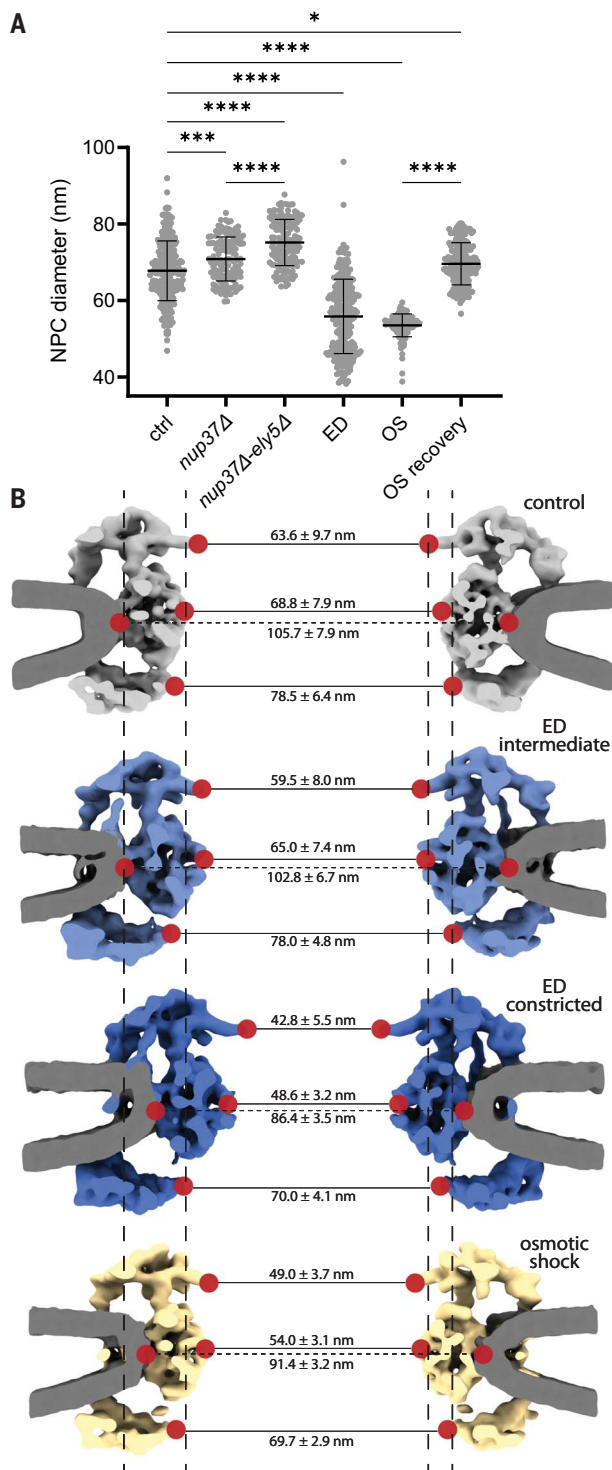 A
*
****
****
****
***
****
****
100
80
60
40
NPC diameter (nm)
ctrl
nup37Δ
nup37Δ-ely5Δ
ED
OS
OS recovery
B
control
63.6 ± 9.7 nm
68.8 ± 7.9 nm
105.7 ± 7.9 nm
78.5 ± 6.4 nm
ED
intermediate
59.5 ± 8.0 nm
65.0 ± 7.4 nm
102.8 ± 6.7 nm
78.0 ± 4.8 nm
ED
constricted
42.8 ± 5.5 nm
48.6 ± 3.2 nm
86.4 ± 3.5 nm
70.0 ± 4.1 nm
osmotic
shock
49.0 ± 3.7 nm
54.0 ± 3.1 nm
91.4 ± 3.2 nm
69.7 ± 2.9 nm